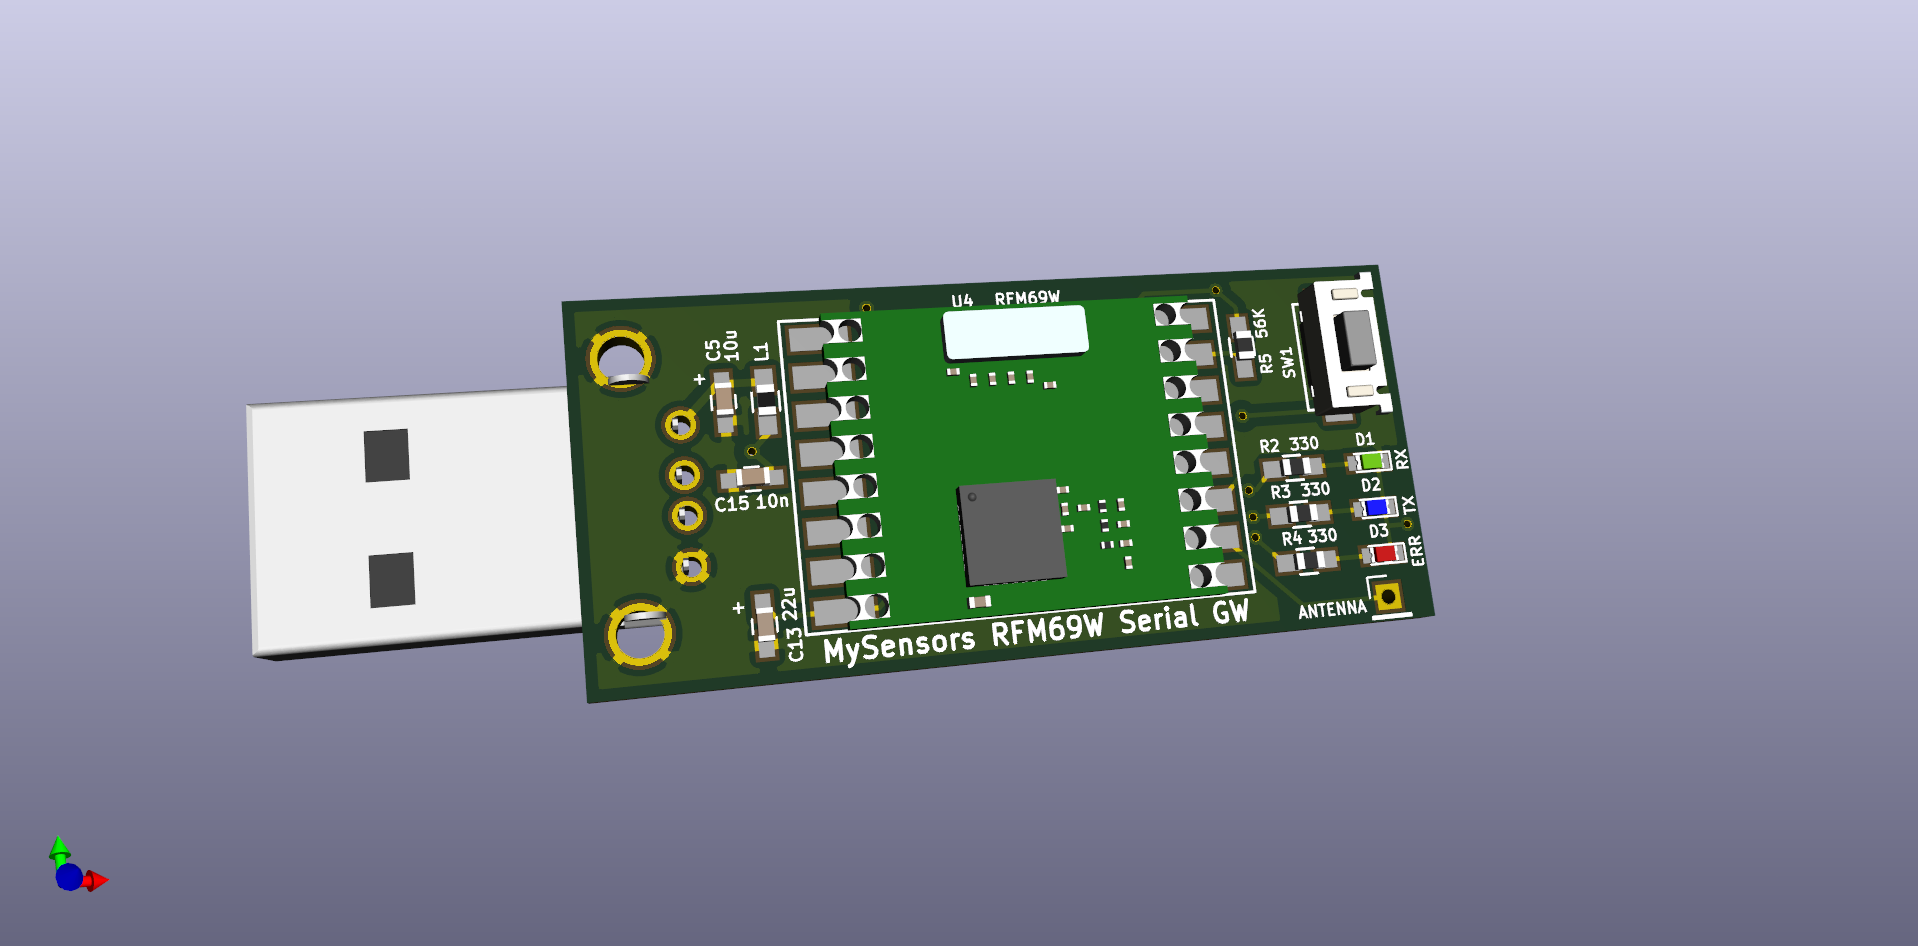 U4 RFM69W
C5
10u
L1
56K
R5
SW1
R2 330
D1
RX
R3 330
D2
TX
R4 330
D3
ERR
C15 10n
C13 22u
ANTENNA
MySensors RFM69W Serial GW
+
+